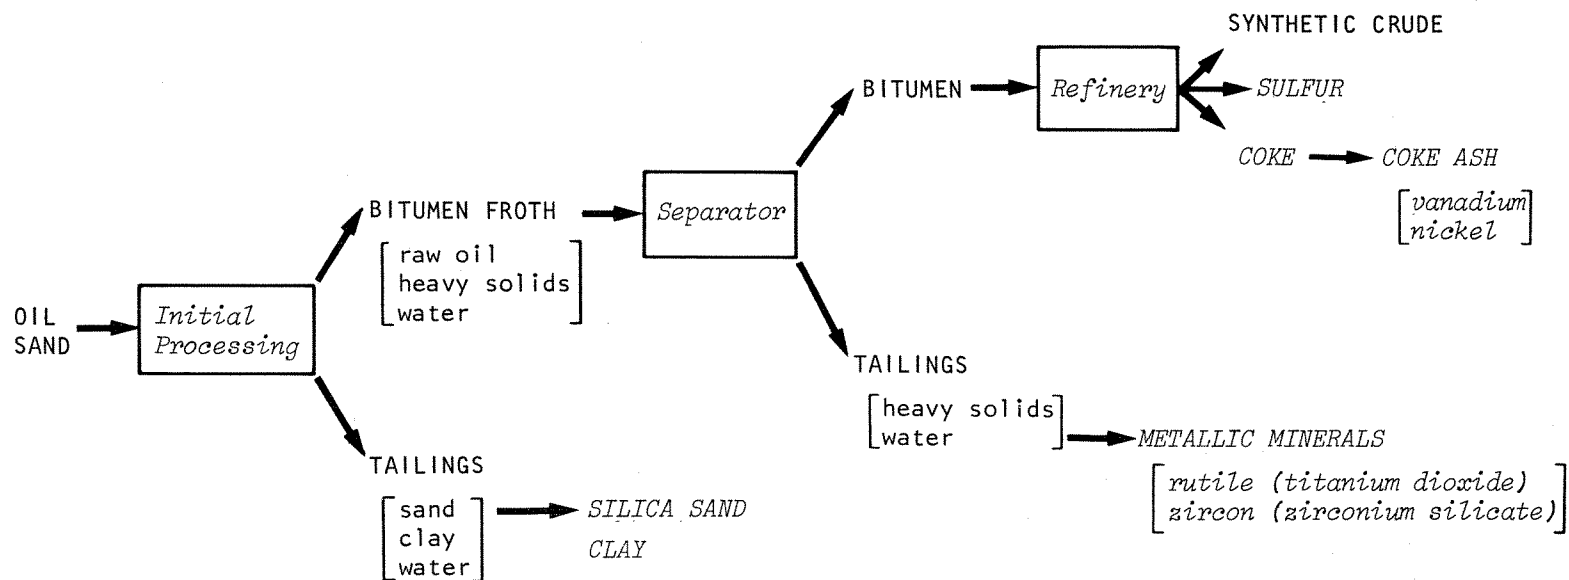 OIL
SAND
Initial
Processing
BITUMEN FROTH
raw oil
heavy solids
water
TAILINGS
sand
clay
water
SILICA SAND
CLAY
Separator
BITUMEN
Refinery
SYNTHETIC CRUDE
SULFUR
COKE
COKE ASH
vanadium
nickel
TAILINGS
heavy solids
water
METALLIC MINERALS
rutile (titanium dioxide)
zircon (zirconium silicate)